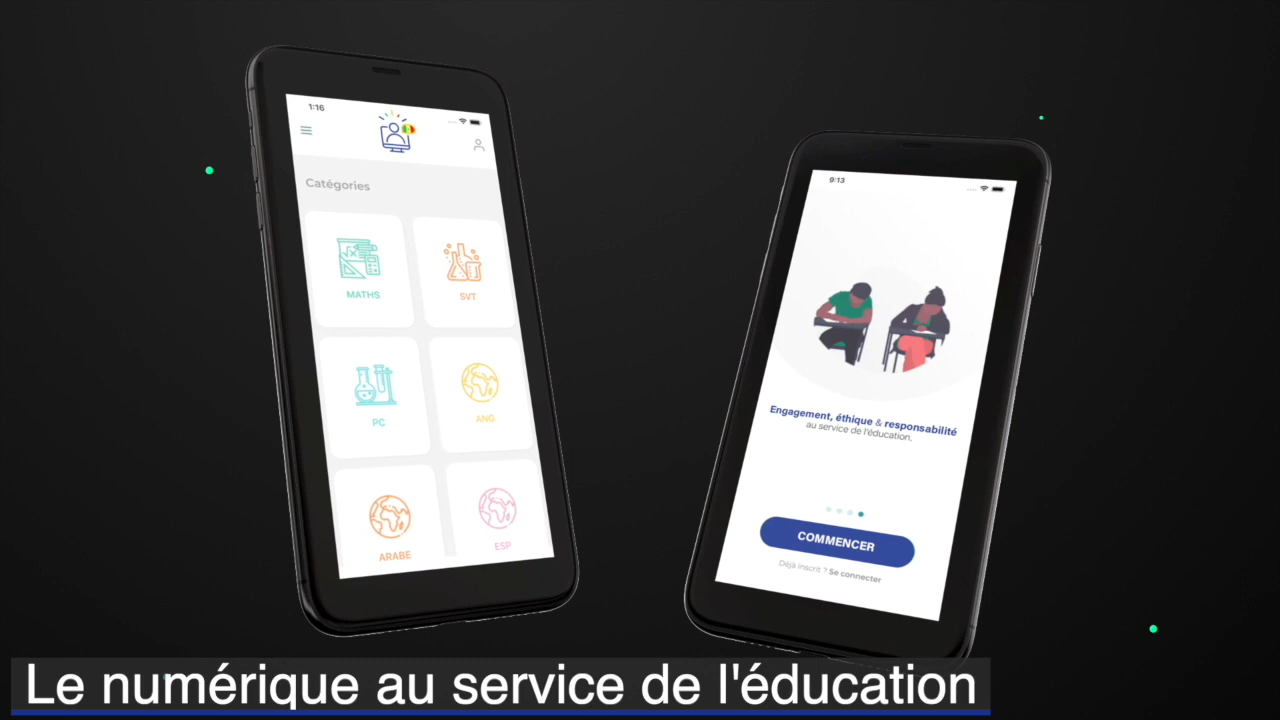 1:16
Catégories
MATHS
SVT
PC
ANG
ARABE
ESP
9:13
Engagement, éthique & responsabilité
au service de l'éducation.
COMMENCER
Déjà inscrit ? Se connecter
Le numérique au service de l'éducation